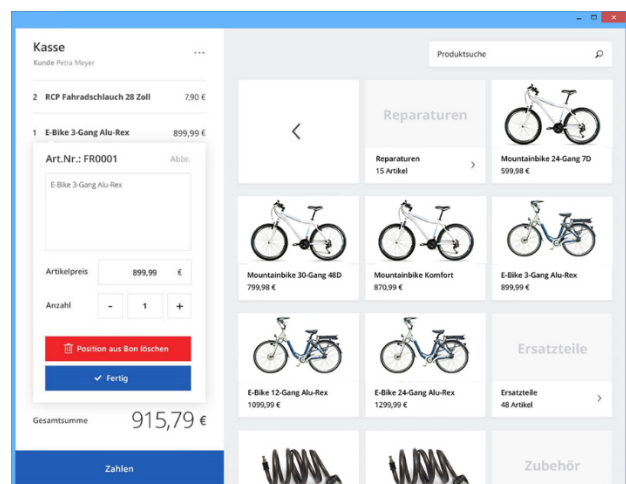 Kasse
...
Kunde Petra Meyer
2 RCP Fahradschlauch 28 Zoll 7,90 €
1 E-Bike 3-Gang Alu-Rex 899,99 €
Art.Nr.: FR0001 Abbr.
E-Bike 3-Gang Alu-Rex
Artikelpreis 899,99 €
Anzahl - 1 +
Position aus Bon löschen
Fertig
Gesamtsumme 915,79 €
Zahlen
Produktsuche
Reparaturen
Reparaturen
15 Artikel
Mountainbike 24-Gang 7D
599,98 €
Mountainbike 30-Gang 48D
799,98 €
Mountainbike Komfort
870,99 €
E-Bike 3-Gang Alu-Rex
899,99 €
E-Bike 12-Gang Alu-Rex
1099,99 €
E-Bike 24-Gang Alu-Rex
1299,99 €
Ersatzteile
Ersatzteile
48 Artikel
Zubehör